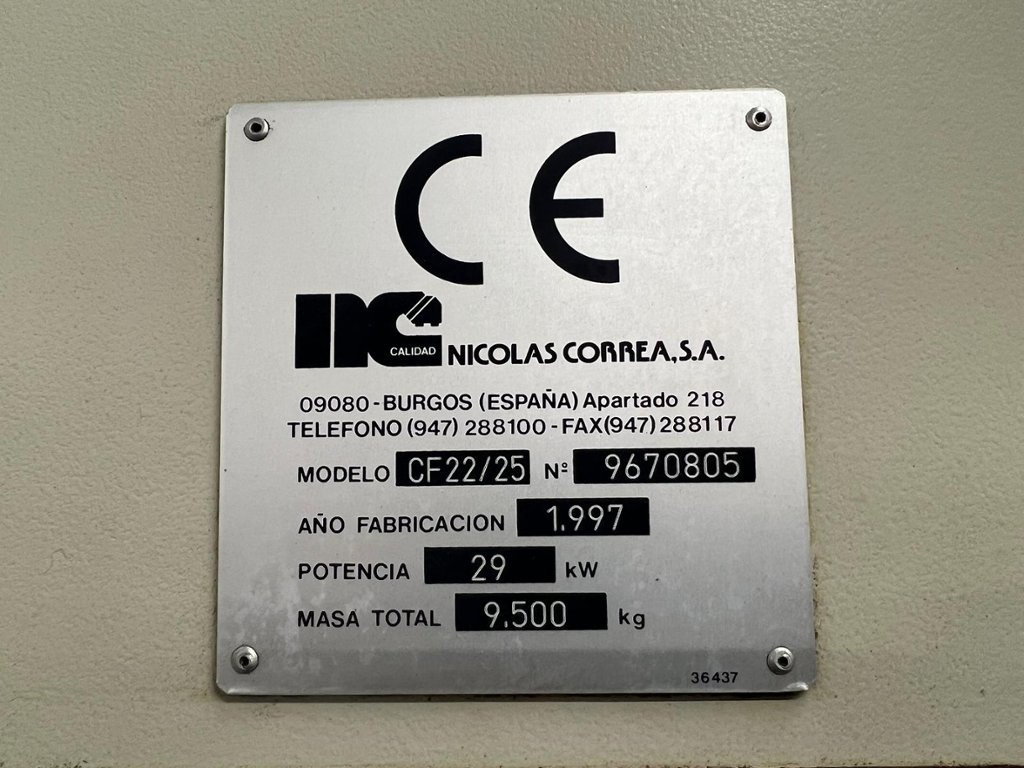 CE
NC
CALIDAD NICOLAS CORREA, S.A.
09080-BURGOS (ESPAÑA) Apartado 218
TELEFONO (947) 288100-FAX(947) 288117
MODELO CF22/25 Nº 9670805
AÑO FABRICACION 1.997
POTENCIA 29 kW
MASA TOTAL 9.500 kg
36437